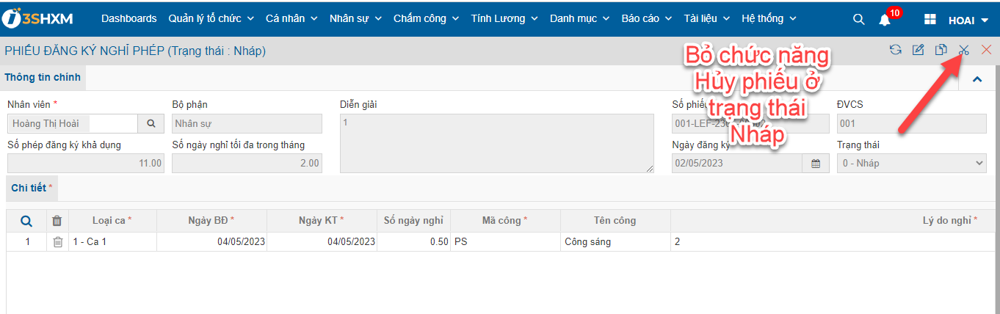 3SHXM Dashboards Quản lý tổ chức Cá nhân Nhân sự Chấm công Tính Lương Danh mục Báo cáo Tài liệu Hệ thống 10 HOAI
PHIẾU ĐĂNG KÝ NGHỈ PHÉP (Trạng thái : Nháp)
Bỏ chức năng
Hủy phiếu ở
trạng thái
Nháp
Thông tin chính
Nhân viên * Bộ phận Diễn giải Số phiếu ĐVCS
Hoàng Thị Hoài Nhân sự 1 001
Số phép đăng ký khả dụng Số ngày nghỉ tối đa trong tháng Ngày đăng ký Trạng thái
11.00 2.00 02/05/2023 0 - Nháp
Chi tiết *
Loại ca * Ngày BĐ * Ngày KT * Số ngày nghỉ Mã công * Tên công Lý do nghỉ *
1 1 - Ca 1 04/05/2023 04/05/2023 0.50 PS Công sáng 2